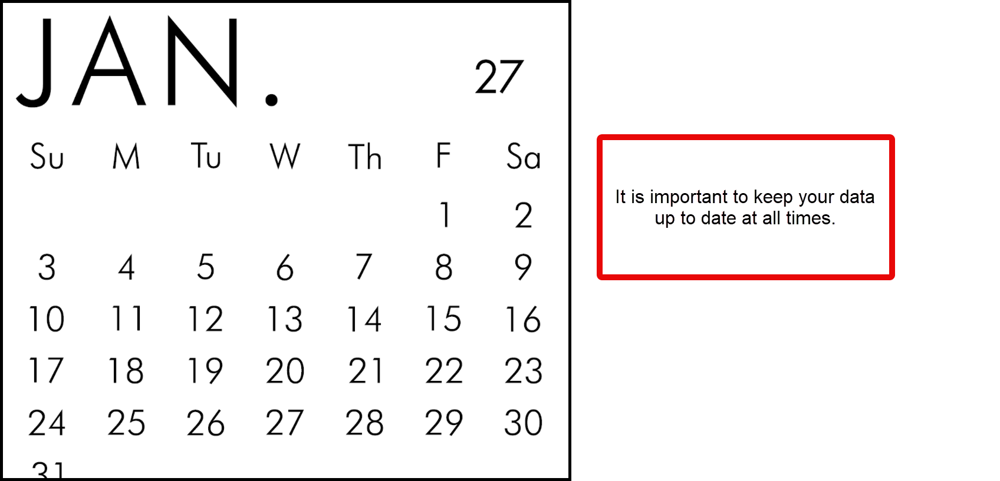 JAN. 27
Su M Tu W Th F Sa
1 2
3 4 5 6 7 8 9
10 11 12 13 14 15 16
17 18 19 20 21 22 23
24 25 26 27 28 29 30
31
It is important to keep your data
up to date at all times.